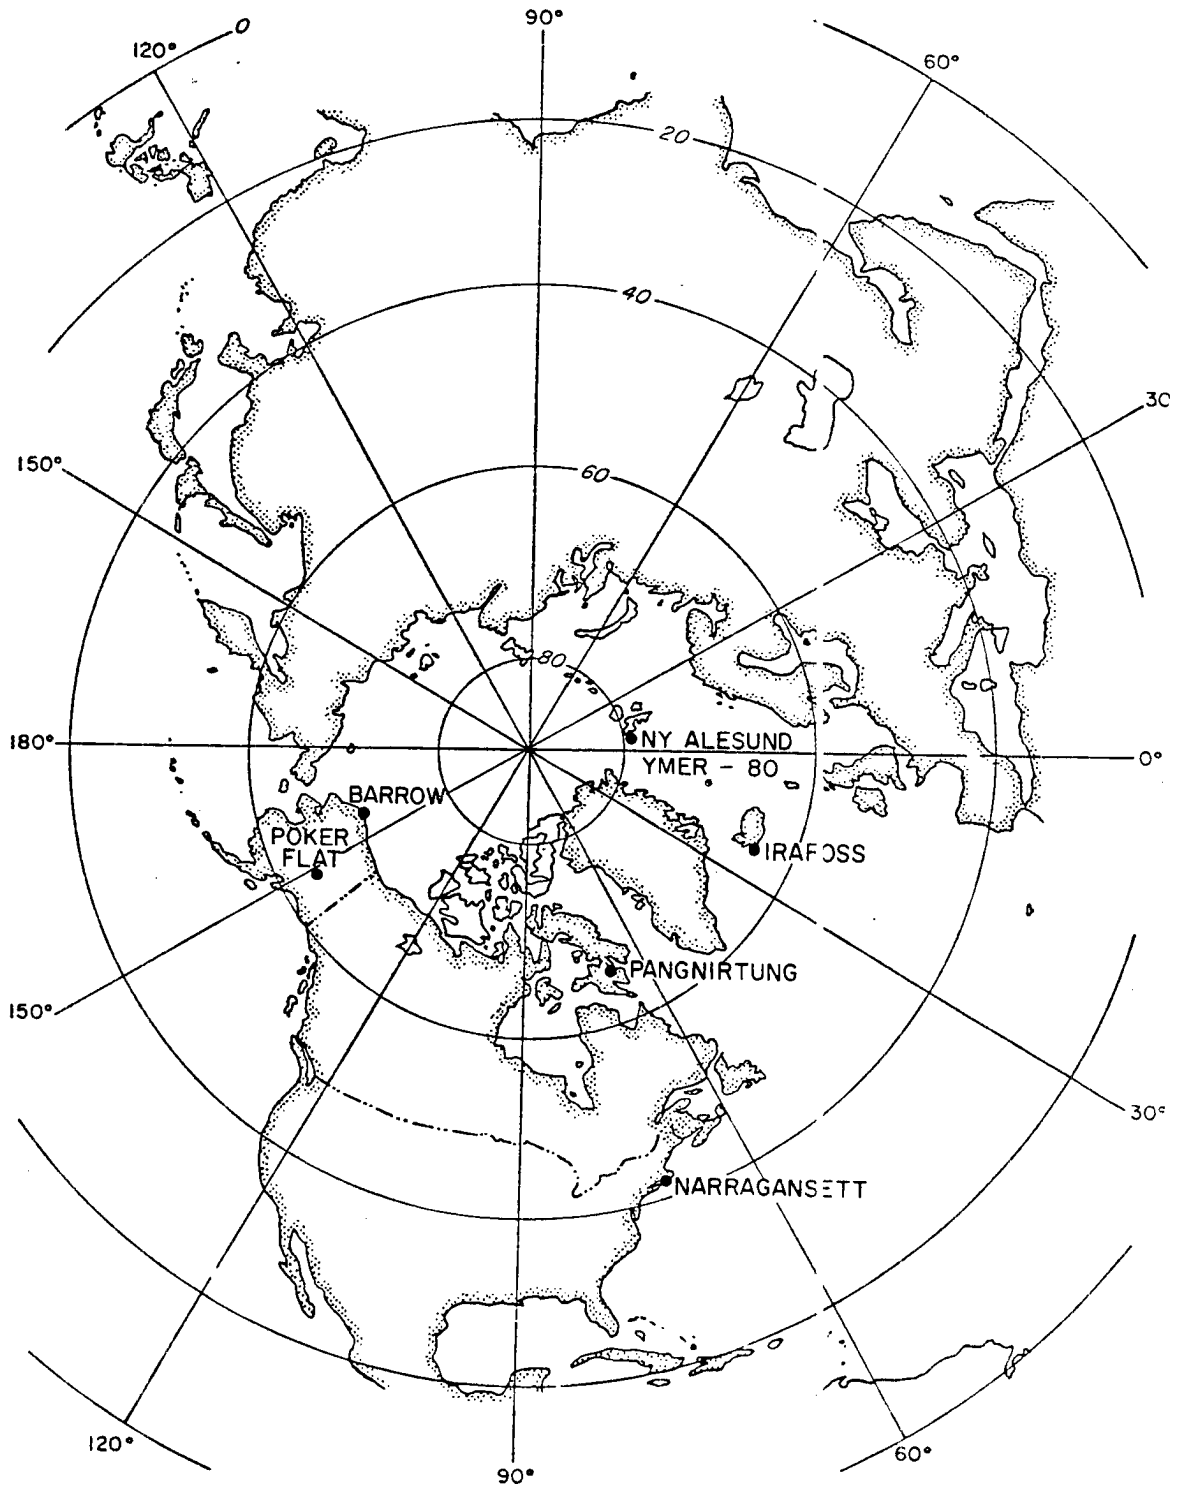 90°
0
120°
60°
20
40
30
150°
60
80
180°
NY ALESUND
0°
YMER – 80
BARROW
POKER
FLAT
IRAFOSS
PANGNIRTUNG
150°
30°
NARRAGANSETT
120°
60°
90°